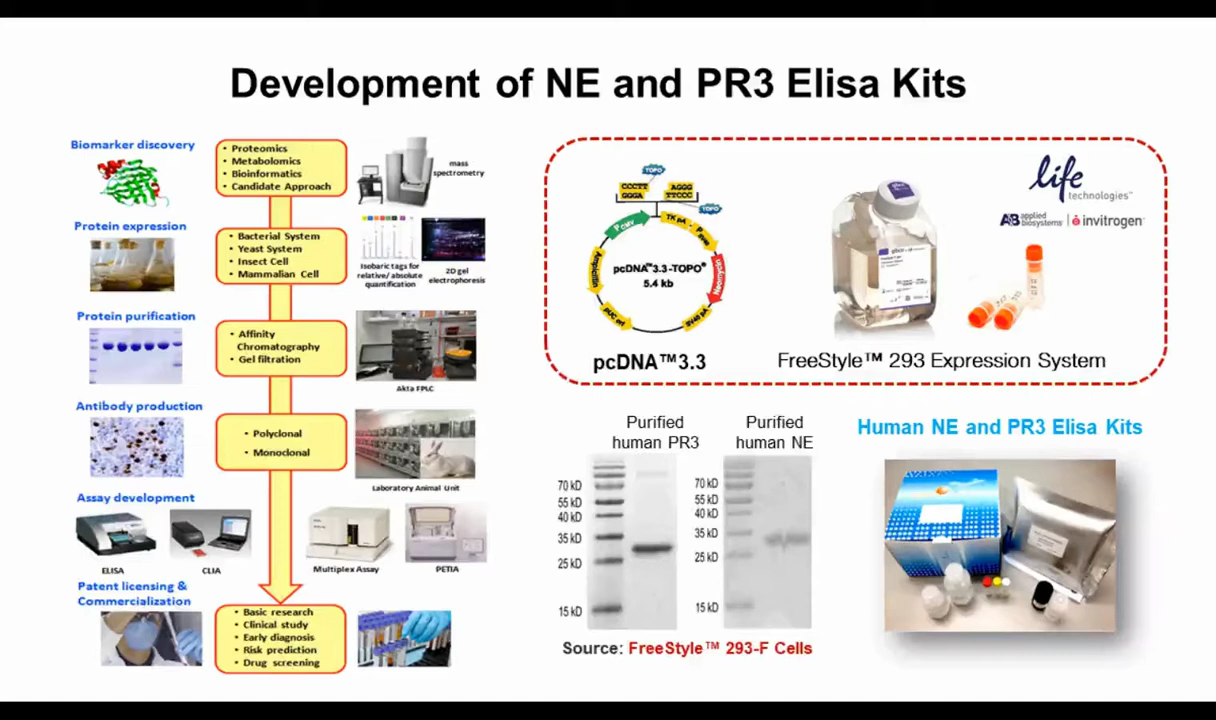 Development of NE and PR3 Elisa Kits
Biomarker discovery
• Proteomics
• Metabolomics
• Bioinformatics
• Candidate Approach
mass
spectrometry
Protein expression
• Bacterial System
• Yeast System
• Insect Cell
• Mammalian Cell
Isobaric tags for
relative/ absolute
quantification
2D gel
electrophoresis
Protein purification
• Affinity
Chromatography
• Gel filtration
Akta FPLC
Antibody production
• Polyclonal
• Monoclonal
Laboratory Animal Unit
Assay development
ELISA
CLIA
Multiplex Assay
PETIA
Patent licensing &
Commercialization
• Basic research
• Clinical study
• Early diagnosis
• Risk prediction
• Drug screening
TOPO
CCCTT
GGGA
AGGG
TTCCC
TOPO
P CMV
TK pA
Neomycin
SV40 pA
pUC ori
Ampicillin
pcDNA™3.3-TOPO®
5.4 kb
pcDNA™3.3
life
technologies™
AB applied biosystems | invitrogen™
FreeStyle™ 293 Expression System
Purified
human PR3
70 kD
55 kD
40 kD
35 kD
25 kD
15 kD
Purified
human NE
70 kD
55 kD
40 kD
35 kD
25 kD
15 kD
Source: FreeStyle™ 293-F Cells
Human NE and PR3 Elisa Kits